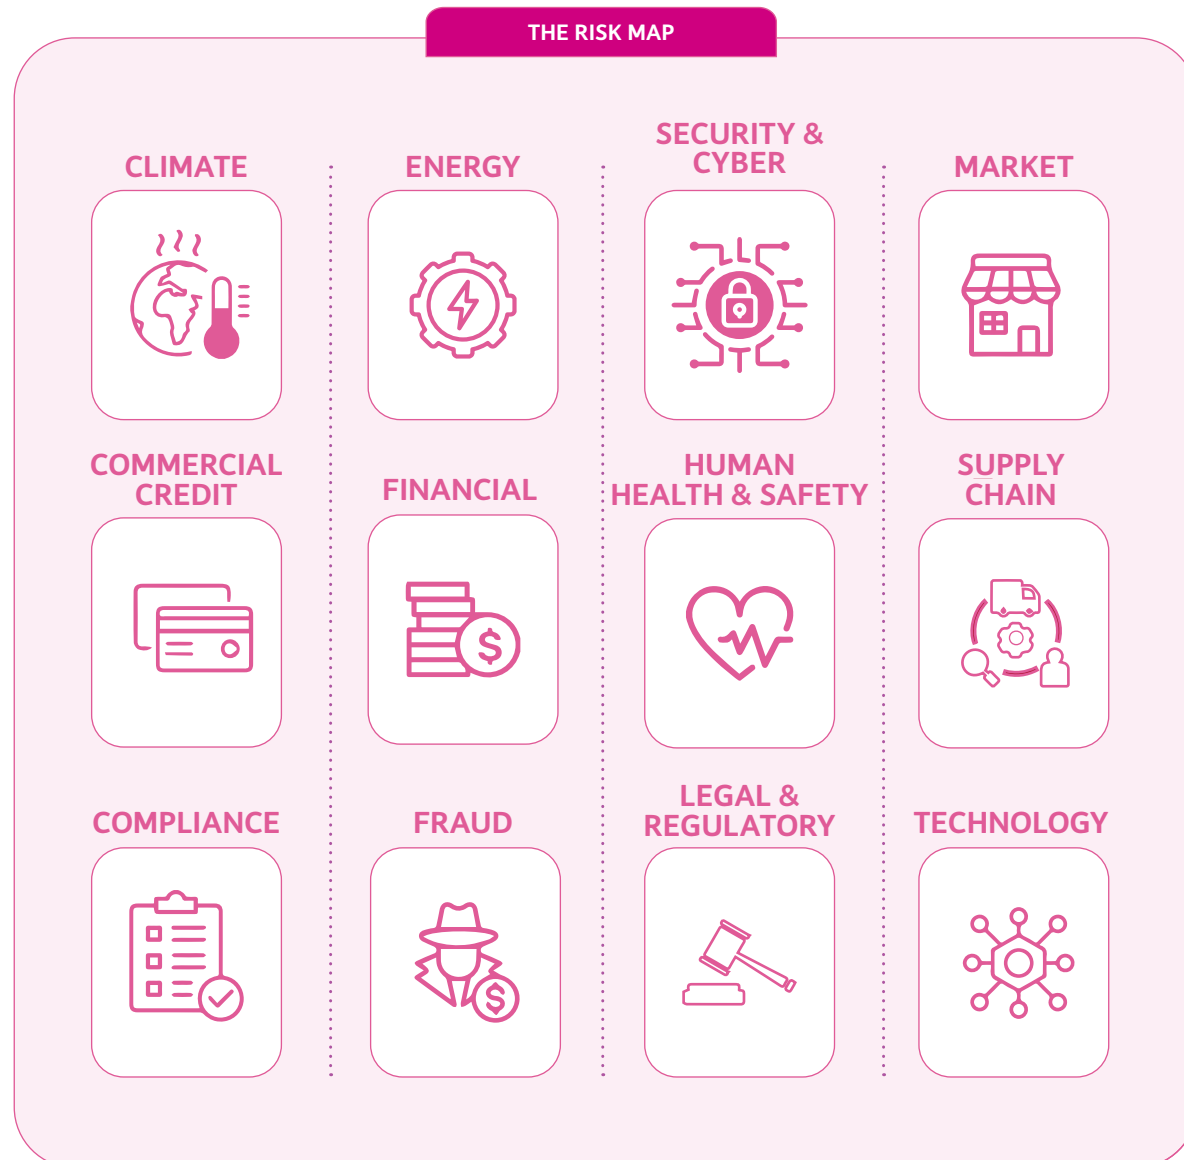 THE RISK MAP
CLIMATE
ENERGY
SECURITY &
CYBER
MARKET
COMMERCIAL
CREDIT
FINANCIAL
HUMAN
HEALTH & SAFETY
SUPPLY
CHAIN
$
COMPLIANCE
FRAUD
LEGAL &
REGULATORY
TECHNOLOGY
$